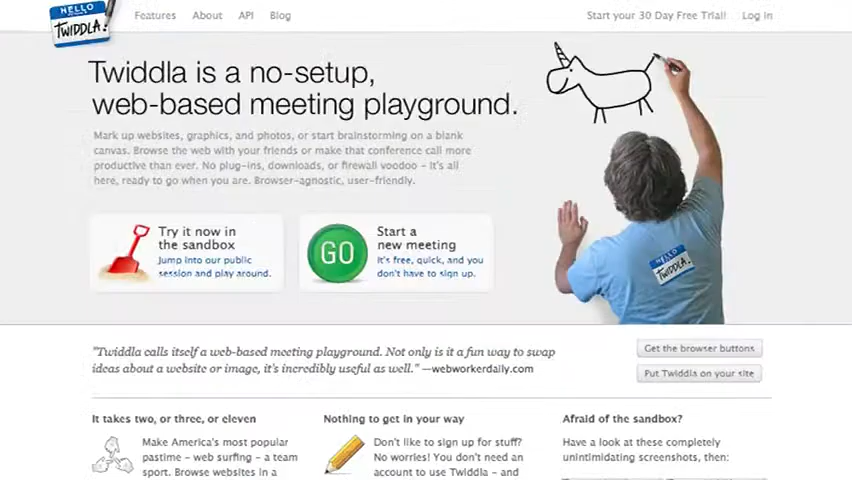 HELLO
TWIDDLA!
Features About API Blog
Start your 30 Day Free Trial! Log in
Twiddla is a no-setup,
web-based meeting playground.
Mark up websites, graphics, and photos, or start brainstorming on a blank
canvas. Browse the web with your friends or make that conference call more
productive than ever. No plug-ins, downloads, or firewall voodoo - it's all
here, ready to go when you are. Browser-agnostic, user-friendly.
Try it now in
the sandbox
Jump into our public
session and play around.
GO
Start a
new meeting
It's free, quick, and you
don't have to sign up.
TWIDDLA!
"Twiddla calls itself a web-based meeting playground. Not only is it a fun way to swap
ideas about a website or image, it's incredibly useful as well." —webworkerdaily.com
Get the browser buttons
Put Twiddla on your site
It takes two, or three, or eleven
Make America's most popular
pastime - web surfing - a team
sport. Browse websites in a
Nothing to get in your way
Don't like to sign up for stuff?
No worries! You don't need an
account to use Twiddla - and
Afraid of the sandbox?
Have a look at these completely
unintimidating screenshots, then: